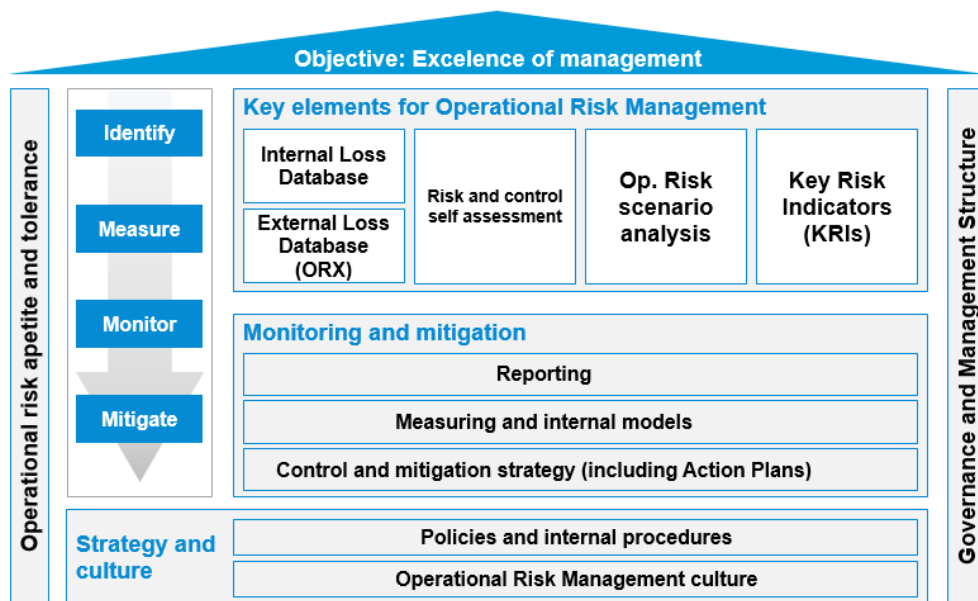 Objective: Excelence of management
Operational risk apetite and tolerance
Identify
Measure
Monitor
Mitigate
Key elements for Operational Risk Management
Internal Loss
Database
External Loss
Database
(ORX)
Risk and control
self assessment
Op. Risk
scenario
analysis
Key Risk
Indicators
(KRIs)
Monitoring and mitigation
Reporting
Measuring and internal models
Control and mitigation strategy (including Action Plans)
Strategy and
culture
Policies and internal procedures
Operational Risk Management culture
Governance and Management Structure